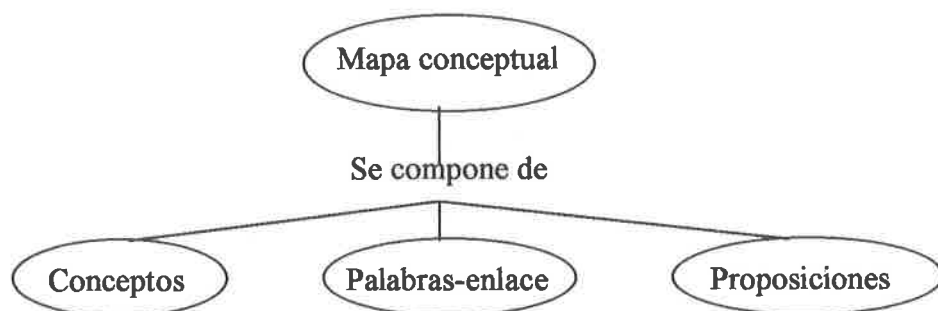 Mapa conceptual
Se compone de
Conceptos
Palabras-enlace
Proposiciones